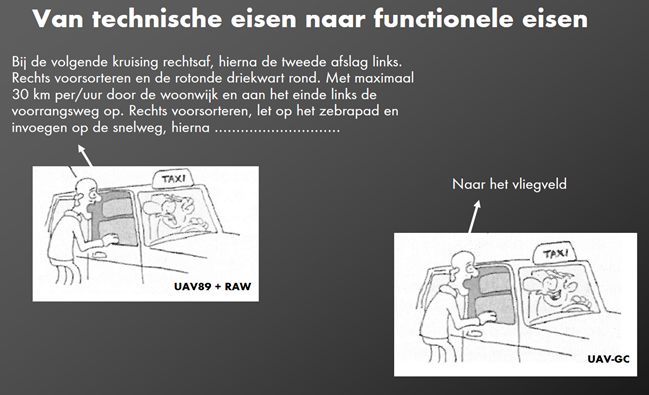 Van technische eisen naar functionele eisen
Bij de volgende kruising rechtsaf, hierna de tweede afslag links.
Rechts voorsorteren en de rotonde driekwart rond. Met maximaal
30 km per/uur door de woonwijk en aan het einde links de
voorrangsweg op. Rechts voorsorteren, let op het zebrapad en
invoegen op de snelweg, hierna .............................
TAXI
UAV89 + RAW
Naar het vliegveld
TAXI
UAV-GC